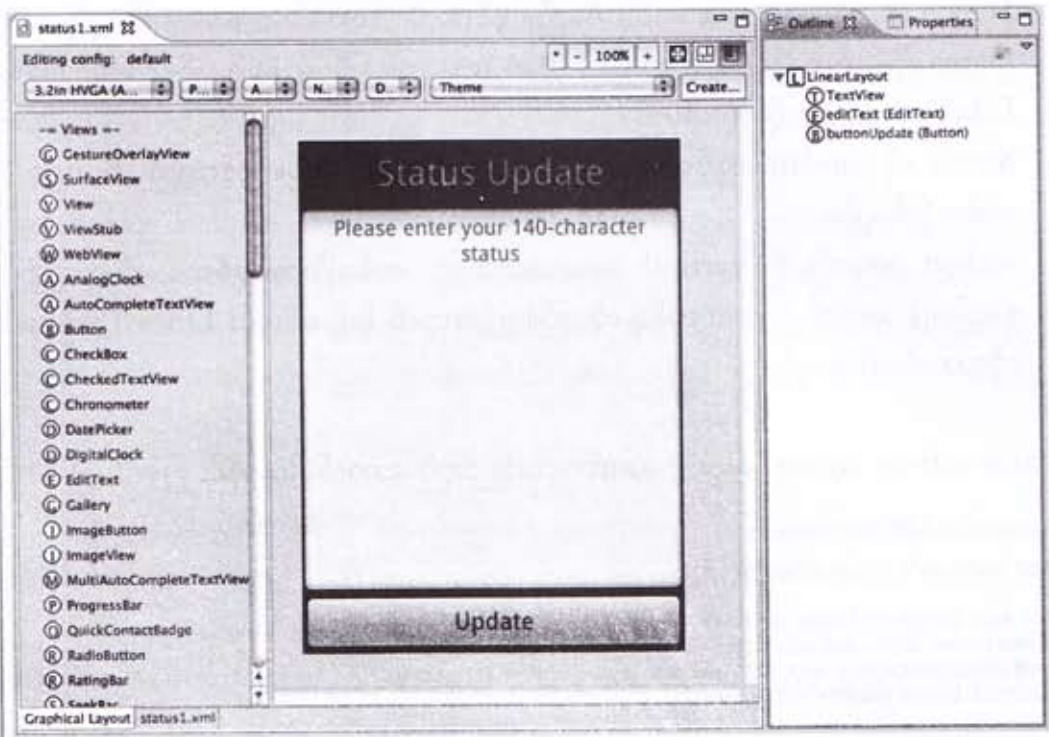 status1.xml
Outline
Properties
Editing config: default
100%
3.2in HVGA (A...
P...
A...
N...
D...
Theme
Create...
LinearLayout
TextView
editText (EditText)
buttonUpdate (Button)
Views
GestureOverlayView
SurfaceView
View
ViewStub
WebView
AnalogClock
AutoCompleteTextView
Button
CheckBox
CheckedTextView
Chronometer
DatePicker
DigitalClock
EditText
Gallery
ImageButton
ImageView
MultiAutoCompleteTextView
ProgressBar
QuickContactBadge
RadioButton
RatingBar
SeekBar
Status Update
Please enter your 140-character
status
Update
Graphical Layout
status1.xml